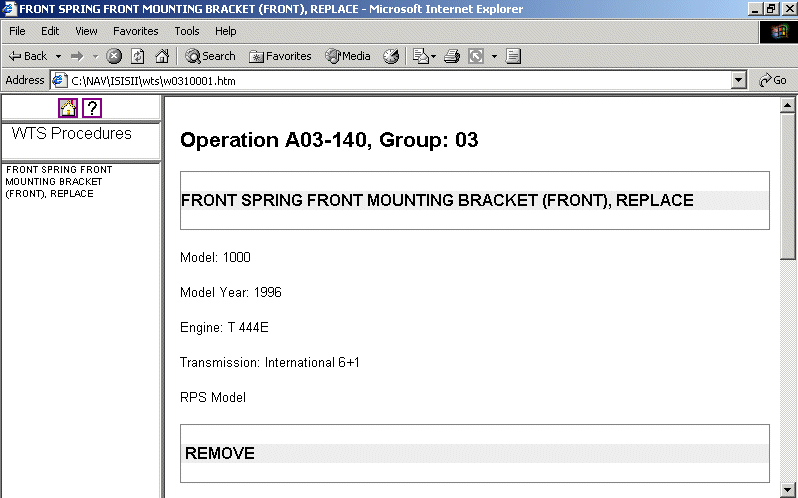 FRONT SPRING FRONT MOUNTING BRACKET (FRONT), REPLACE - Microsoft Internet Explorer
File Edit View Favorites Tools Help
Back Search Favorites Media
Address C:\NAV\ISISII\wts\w0310001.htm Go
?
WTS Procedures
FRONT SPRING FRONT
MOUNTING BRACKET
(FRONT), REPLACE
Operation A03-140, Group: 03
FRONT SPRING FRONT MOUNTING BRACKET (FRONT), REPLACE
Model: 1000
Model Year: 1996
Engine: T 444E
Transmission: International 6+1
RPS Model
REMOVE